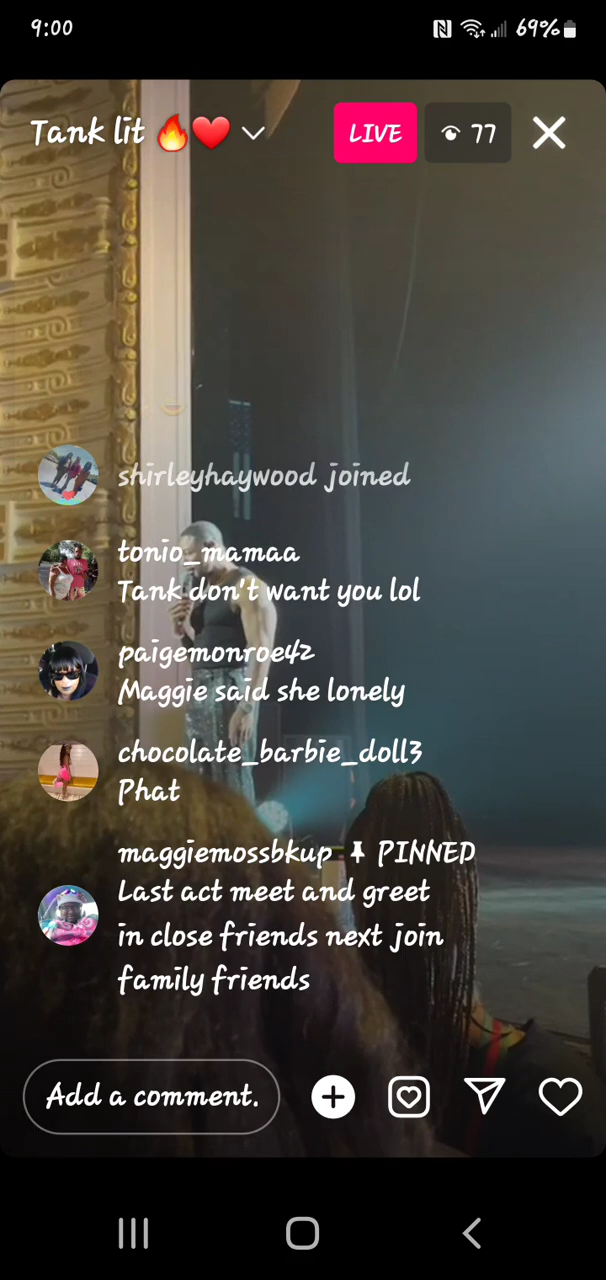 9:00 69%
Tank lit 🔥❤️ LIVE 77
shirleyhaywood joined
tonio_mamaa
Tank don't want you lol
paigemonroe42
Maggie said she lonely
chocolate_barbie_doll3
Phat
maggiemossbkup 📌 PINNED
Last act meet and greet
in close friends next join
family friends
Add a comment.